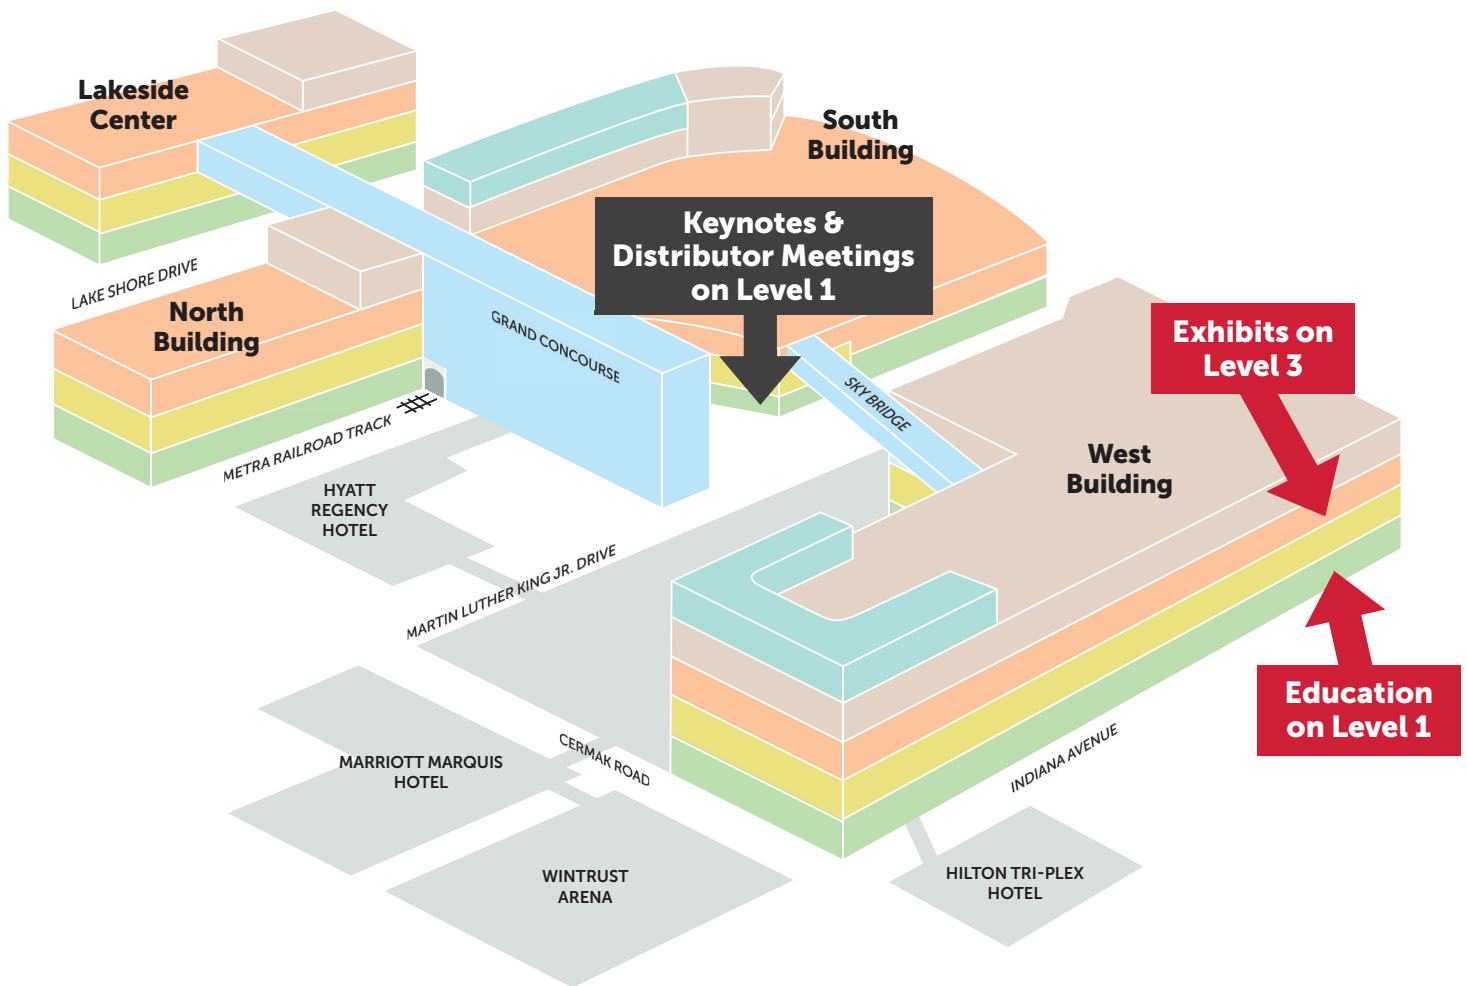 Lakeside
Center
South
Building
Keynotes &
Distributor Meetings
on Level 1
LAKE SHORE DRIVE
North
Building
GRAND CONCOURSE
Exhibits on
Level 3
SKY BRIDGE
METRA RAILROAD TRACK
West
Building
HYATT
REGENCY
HOTEL
MARTIN LUTHER KING JR. DRIVE
Education
on Level 1
CERMAK ROAD
INDIANA AVENUE
MARRIOTT MARQUIS
HOTEL
WINTRUST
ARENA
HILTON TRI-PLEX
HOTEL